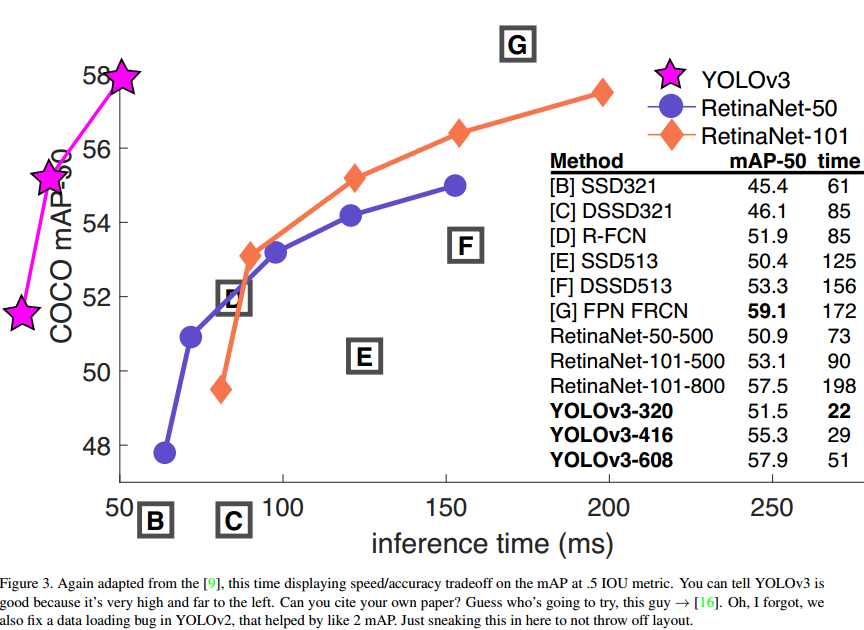 G
58
56
54
52
50
48
COCO mAP-50
D
F
E
B
C
50
100
150
200
250
inference time (ms)
YOLOv3
RetinaNet-50
RetinaNet-101
Method mAP-50 time
[B] SSD321 45.4 61
[C] DSSD321 46.1 85
[D] R-FCN 51.9 85
[E] SSD513 50.4 125
[F] DSSD513 53.3 156
[G] FPN FRCN 59.1 172
RetinaNet-50-500 50.9 73
RetinaNet-101-500 53.1 90
RetinaNet-101-800 57.5 198
YOLOv3-320 51.5 22
YOLOv3-416 55.3 29
YOLOv3-608 57.9 51
Figure 3. Again adapted from the [9], this time displaying speed/accuracy tradeoff on the mAP at .5 IOU metric. You can tell YOLOv3 is
good because it's very high and far to the left. Can you cite your own paper? Guess who's going to try, this guy → [16]. Oh, I forgot, we
also fix a data loading bug in YOLOv2, that helped by like 2 mAP. Just sneaking this in here to not throw off layout.